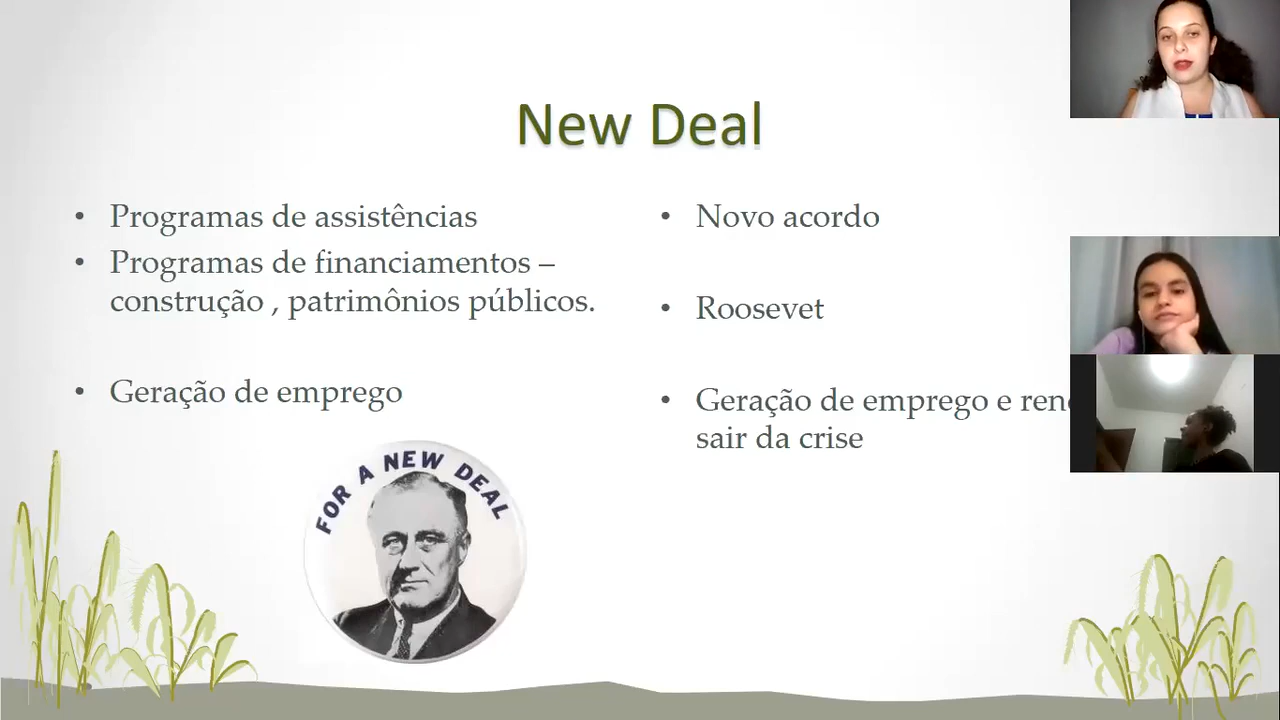 New Deal
• Programas de assistências
• Programas de financiamentos –
construção , patrimônios públicos.
• Geração de emprego
• Novo acordo
• Roosevet
• Geração de emprego e
sair da crise
FOR A NEW DEAL